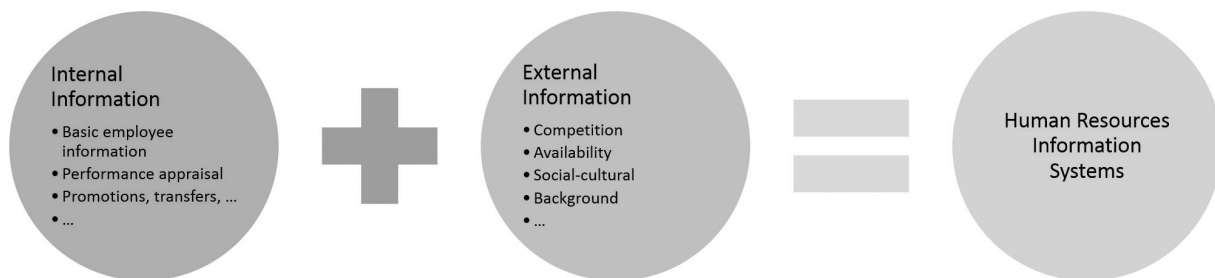 Internal
Information
• Basic employee
information
• Performance appraisal
• Promotions, transfers, ...
• ...
External
Information
• Competition
• Availability
• Social-cultural
• Background
• ...
Human Resources
Information
Systems